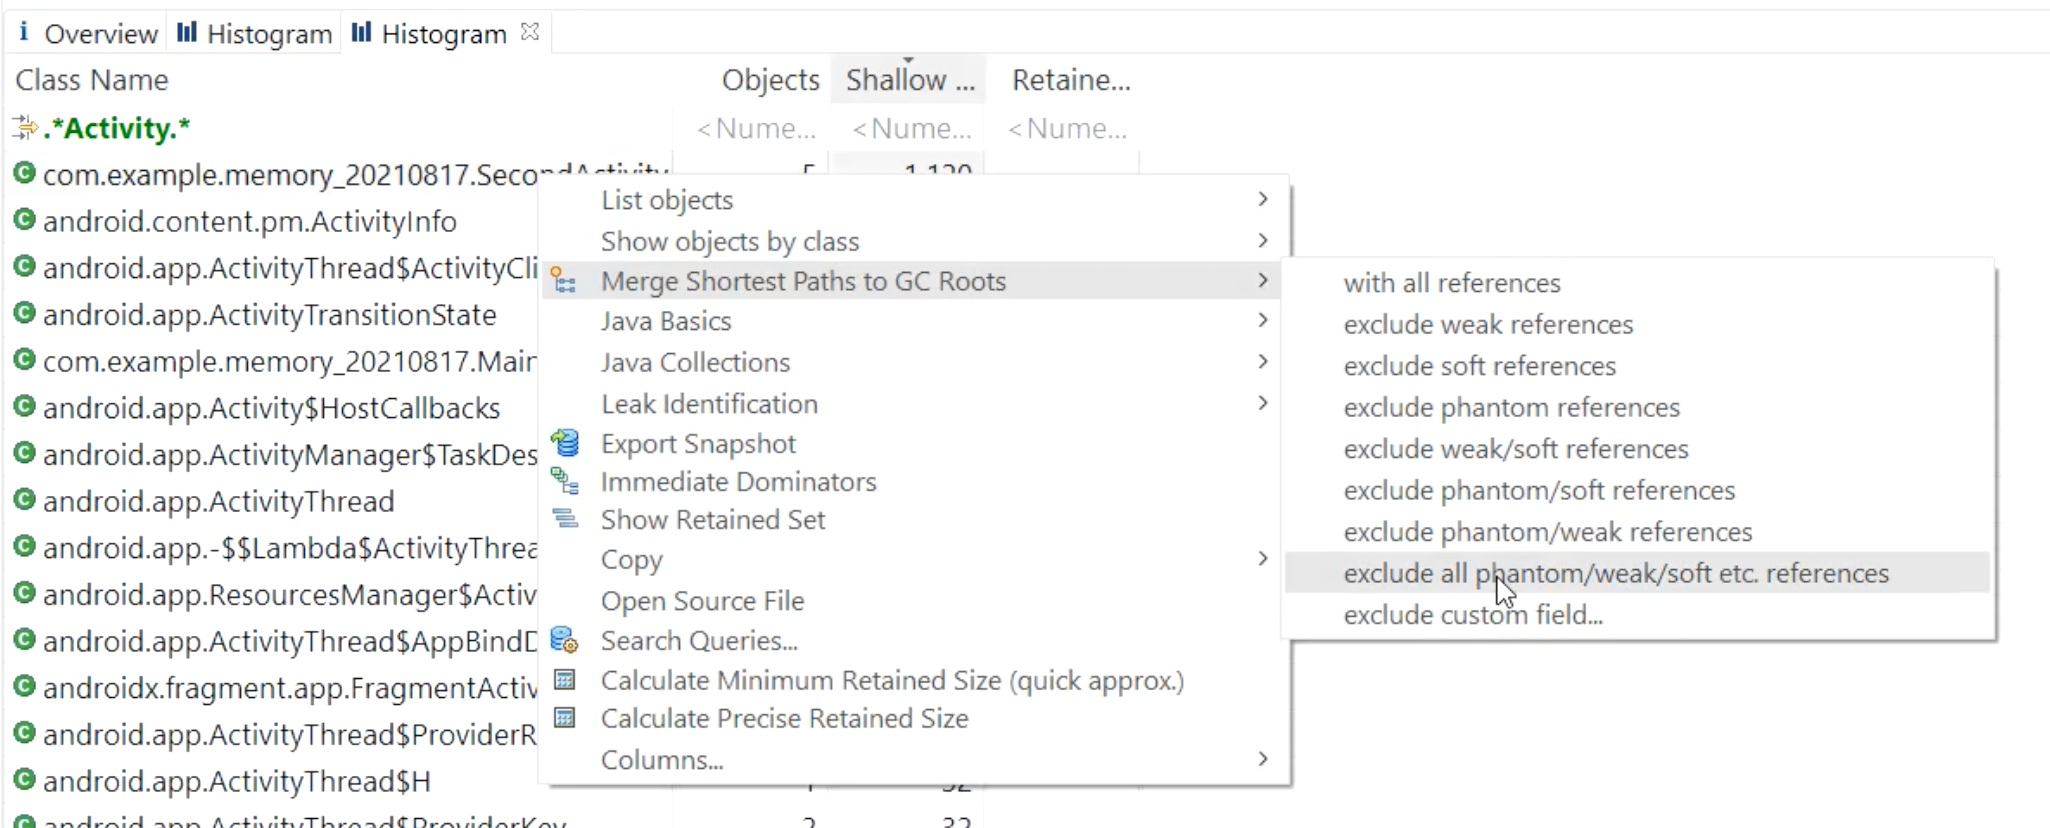 i Overview Histogram Histogram
Class Name Objects Shallow ... Retaine...
.*Activity.* <Nume... <Nume... <Nume...
com.example.memory_20210817.SecondActivity 5 1,120
android.content.pm.ActivityInfo
android.app.ActivityThread$ActivityCli
android.app.ActivityTransitionState
com.example.memory_20210817.Mair
android.app.Activity$HostCallbacks
android.app.ActivityManager$TaskDes
android.app.ActivityThread
android.app.-$$Lambda$ActivityThrea
android.app.ResourcesManager$Activ
android.app.ActivityThread$AppBindD
androidx.fragment.app.FragmentActiv
android.app.ActivityThread$ProviderR
android.app.ActivityThread$H
android.app.ActivityThread$ProviderKey 2 32
List objects
Show objects by class
Merge Shortest Paths to GC Roots
Java Basics
Java Collections
Leak Identification
Export Snapshot
Immediate Dominators
Show Retained Set
Copy
Open Source File
Search Queries...
Calculate Minimum Retained Size (quick approx.)
Calculate Precise Retained Size
Columns...
with all references
exclude weak references
exclude soft references
exclude phantom references
exclude weak/soft references
exclude phantom/soft references
exclude phantom/weak references
exclude all phantom/weak/soft etc. references
exclude custom field...